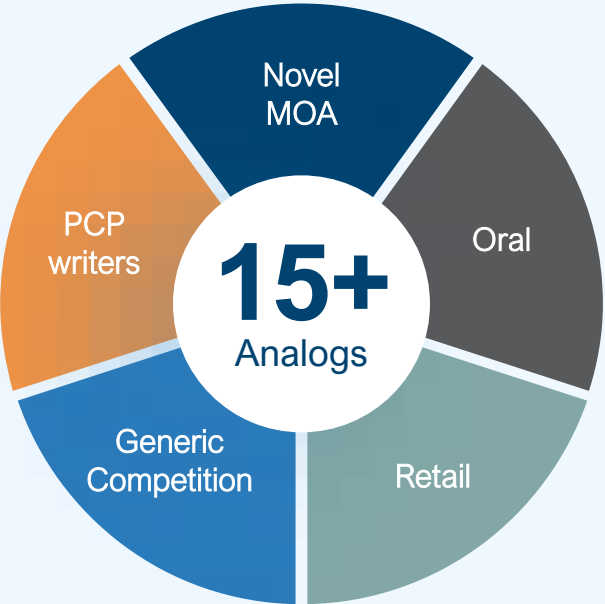 Novel
MOA
Oral
PCP
writers
15+
Analogs
Generic
Competition
Retail